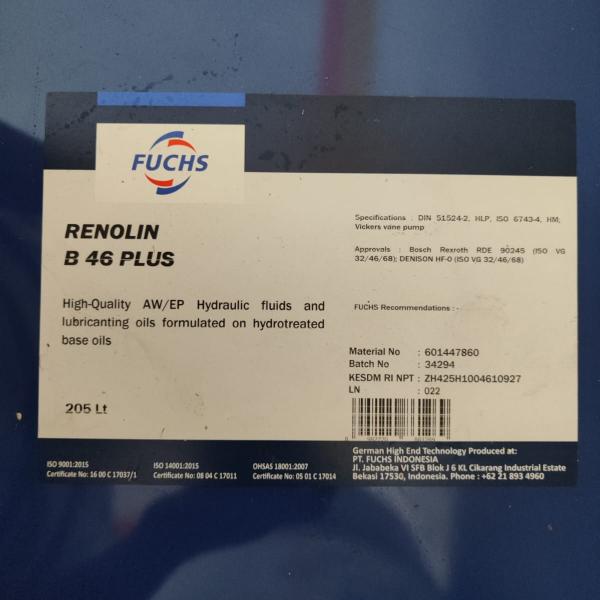 FUCHS
RENOLIN
B 46 PLUS
High-Quality AW/EP Hydraulic fluids and
lubricanting oils formulated on hydrotreated
base oils
205 Lt
Specifications : DIN 51524-2, HLP, ISO 6743-4, HM;
Vickers vane pump
Approvals : Bosch Rexroth RDE 90245 (ISO VG
32/46/68); DENISON HF-0 (ISO VG 32/46/68)
FUCHS Recommendations : -
Material No : 601447860
Batch No : 34294
KESDM RI NPT : ZH425H1004610927
LN : 022
German High End Technology Produced at:
PT. FUCHS INDONESIA
Jl. Jababeka VI SFB Blok J 6 KL Cikarang Industrial Estate
Bekasi 17530, Indonesia. Phone : +62 21 893 4960
ISO 9001:2015
Certificate No: 16 00 C 17037/1
ISO 14001:2015
Certificate No: 08 04 C 17011
OHSAS 18001:2007
Certificate No: 05 01 C 17014